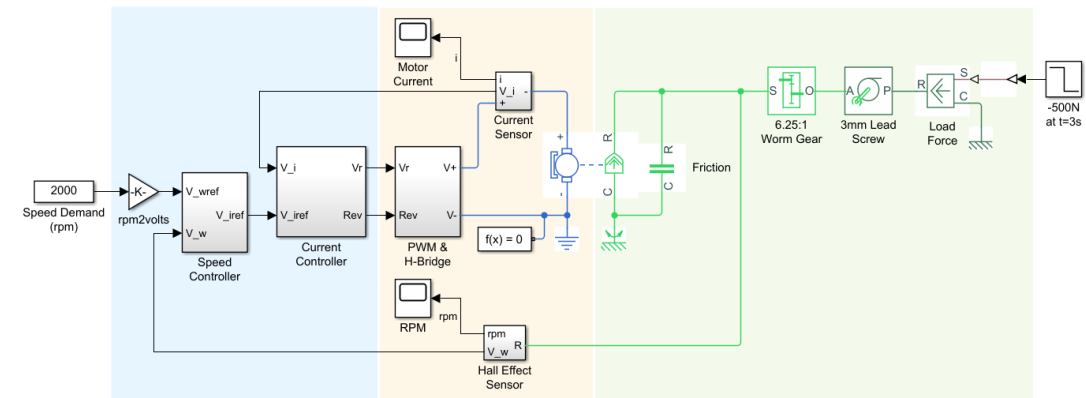 Motor
Current
i
i
V_i
-
+
Current
Sensor
2000
Speed Demand
(rpm)
-K-
rpm2volts
V_wref
V_iref
V_w
Speed
Controller
V_i
Vr
V_iref
Rev
Current
Controller
Vr
V+
Rev
V-
PWM &
H-Bridge
f(x) = 0
+
-
R
C
R
C
Friction
S
O
6.25:1
Worm Gear
A
P
3mm Lead
Screw
R
S
C
Load
Force
-500N
at t=3s
RPM
rpm
rpm
R
V_w
Hall Effect
Sensor